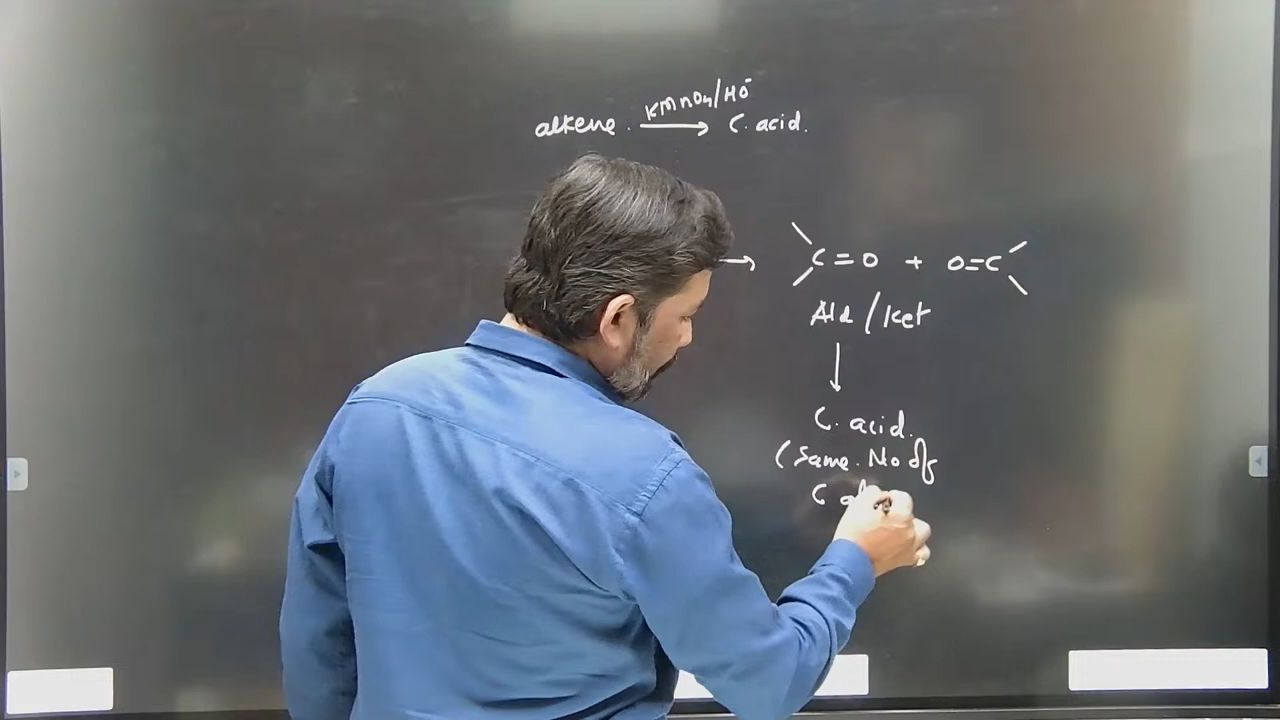 KMnO4/HO⁻
alkene. ⟶ C. acid.
⟶ C=O + O=C
Ald/Ket
↓
C. acid.
(Same. No of
C